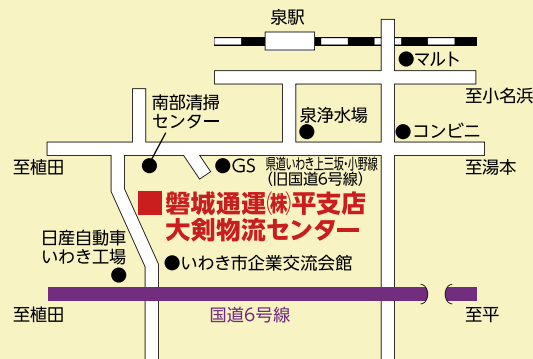 泉駅
マルト
至小名浜
南部清掃
センター
泉浄水場
コンビニ
至植田
GS
県道いわき上三坂・小野線
(旧国道6号線)
至湯本
磐城通運㈱平支店
大剣物流センター
日産自動車
いわき工場
いわき市企業交流会館
至植田
国道6号線
至平